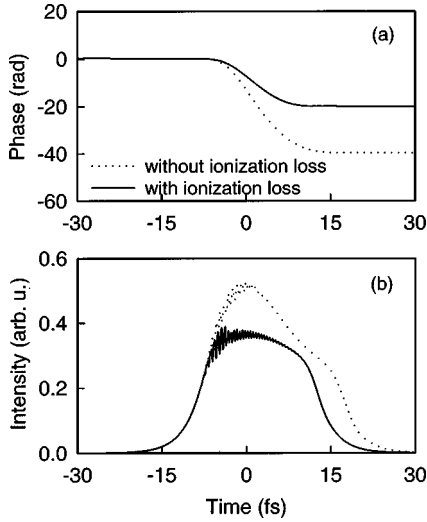 20
(a)
0
Phase (rad)
-20
-40
without ionization loss
with ionization loss
-60
-30 -15 0 15 30
0.6
(b)
Intensity (arb. u.)
0.4
0.2
0.0
-30 -15 0 15 30
Time (fs)